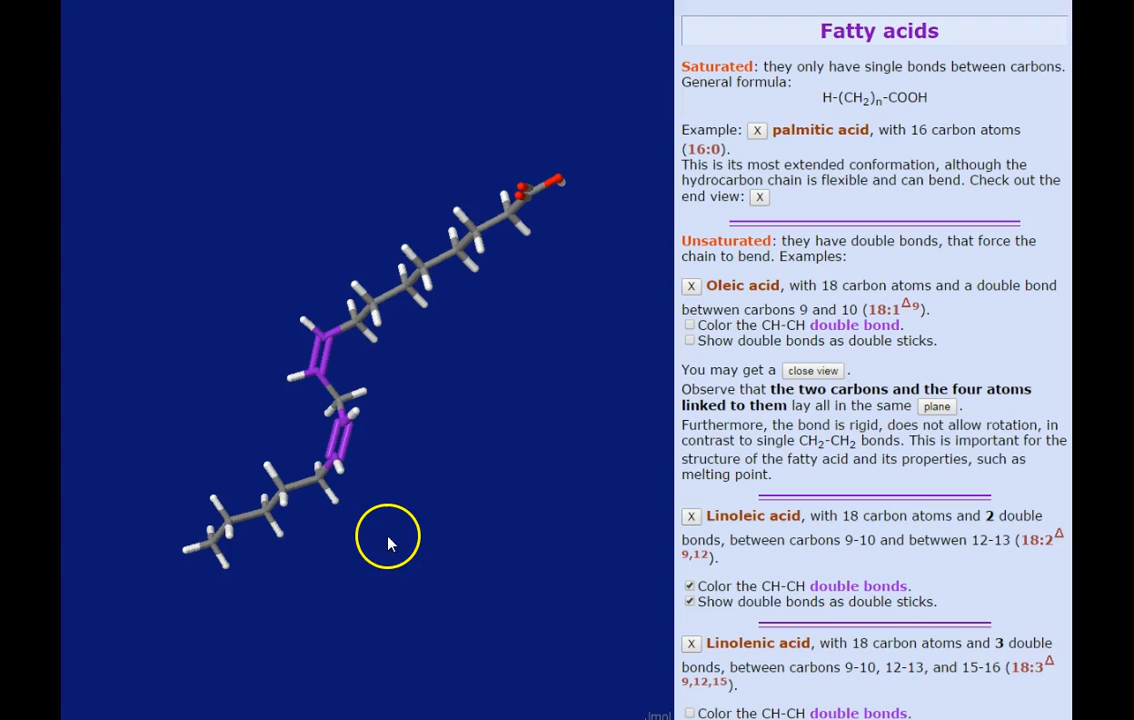 Fatty acids
Saturated: they only have single bonds between carbons.
General formula:
H-(CH₂)ₙ-COOH
Example: X palmitic acid, with 16 carbon atoms
(16:0).
This is its most extended conformation, although the
hydrocarbon chain is flexible and can bend. Check out the
end view: X
Unsaturated: they have double bonds, that force the
chain to bend. Examples:
X Oleic acid, with 18 carbon atoms and a double bond
betwven carbons 9 and 10 (18:1Δ9).
Color the CH-CH double bond.
Show double bonds as double sticks.
You may get a close view .
Observe that the two carbons and the four atoms
linked to them lay all in the same plane .
Furthermore, the bond is rigid, does not allow rotation, in
contrast to single CH₂-CH₂ bonds. This is important for the
structure of the fatty acid and its properties, such as
melting point.
X Linoleic acid, with 18 carbon atoms and 2 double
bonds, between carbons 9-10 and betwven 12-13 (18:2Δ
9,12).
Color the CH-CH double bonds.
Show double bonds as double sticks.
X Linolenic acid, with 18 carbon atoms and 3 double
bonds, between carbons 9-10, 12-13, and 15-16 (18:3Δ
9,12,15).
Color the CH-CH double bonds.
Jmol